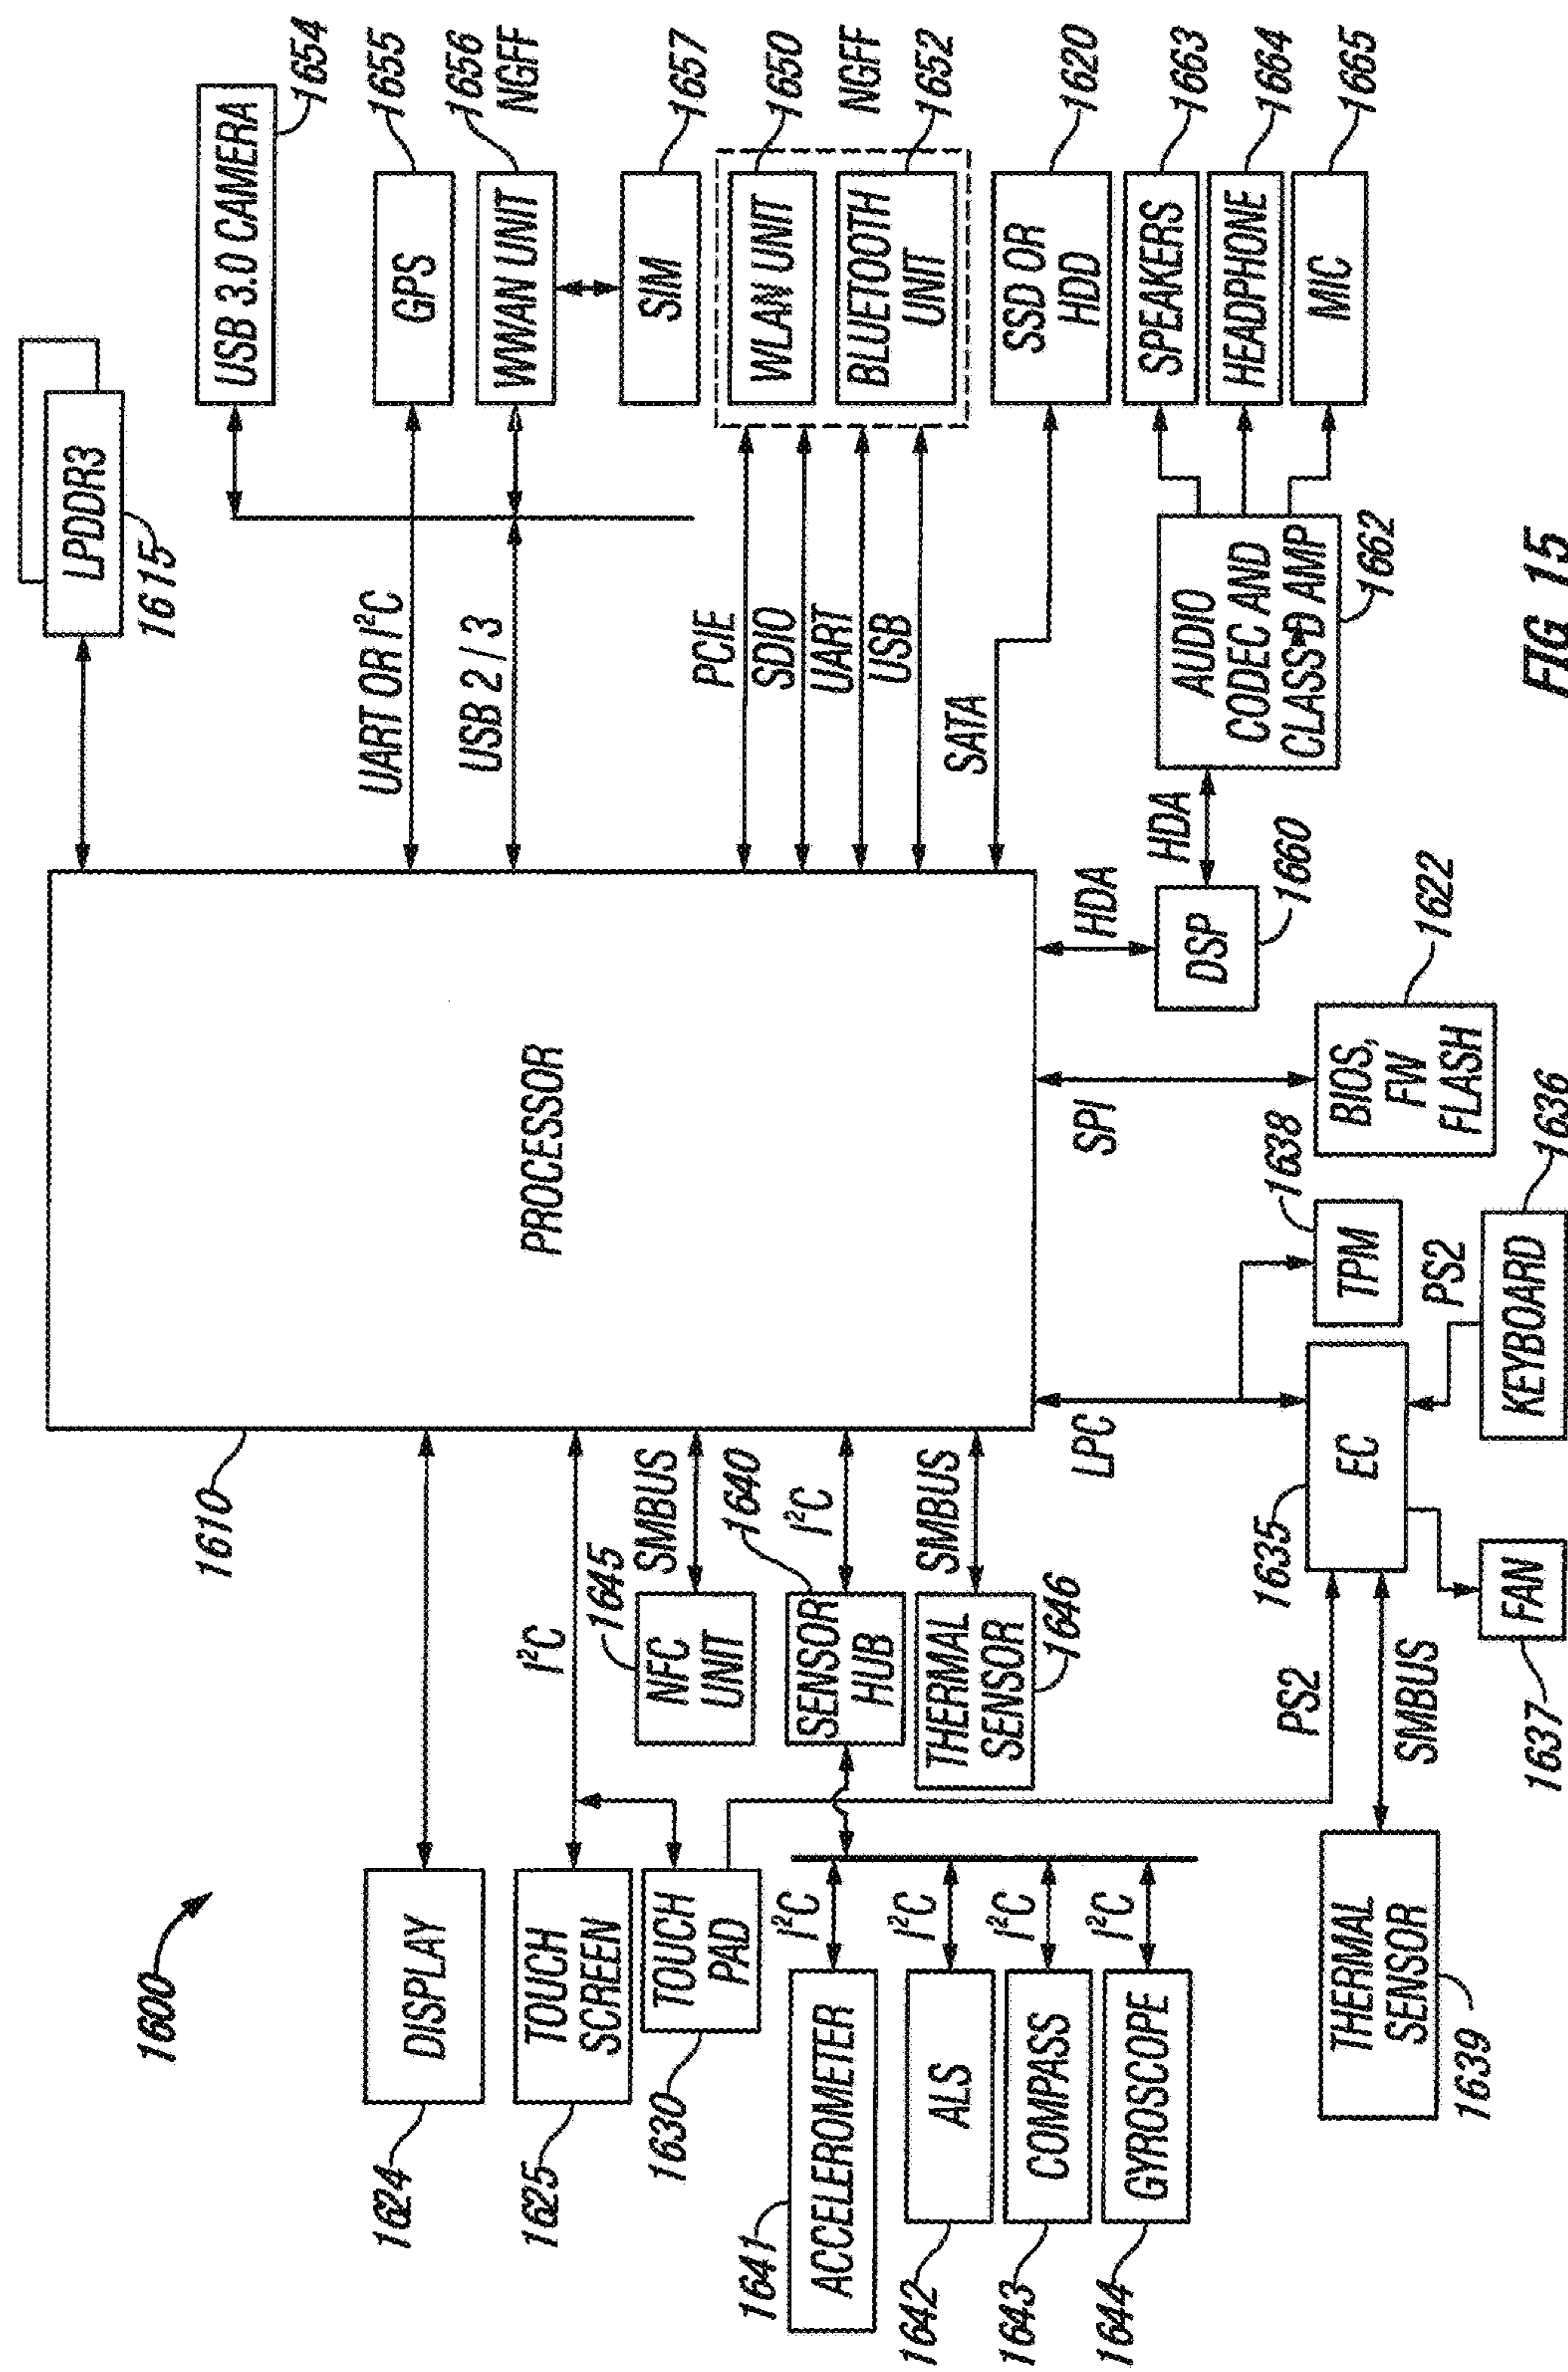 1600
1610
PROCESSOR
LPDDR3
1615
DISPLAY
1624
I²C
TOUCH
SCREEN
1625
TOUCH
PAD
1630
SMBUS
NFC
UNIT
1645
I²C
SENSOR
HUB
1640
SMBUS
THERMAL
SENSOR
1646
I²C
ACCELEROMETER
1641
I²C
ALS
1642
I²C
COMPASS
1643
I²C
GYROSCOPE
1644
LPC
EC
1635
TPM
1638
PS2
PS2
KEYBOARD
1636
FAN
1637
SMBUS
THERMAL
SENSOR
1639
SPI
BIOS,
FW
FLASH
1622
HDA
DSP
1660
HDA
AUDIO
CODEC AND
CLASS D AMP
1662
USB 3.0 CAMERA
1654
UART OR I²C
GPS
1655
USB 2 / 3
WWAN UNIT
1656
NGFF
SIM
1657
PCIE
SDIO
UART
USB
WLAN UNIT
1650
BLUETOOTH
UNIT
NGFF
1652
SATA
SSD OR
HDD
1620
SPEAKERS
1663
HEADPHONE
1664
MIC
1665
FIG 15